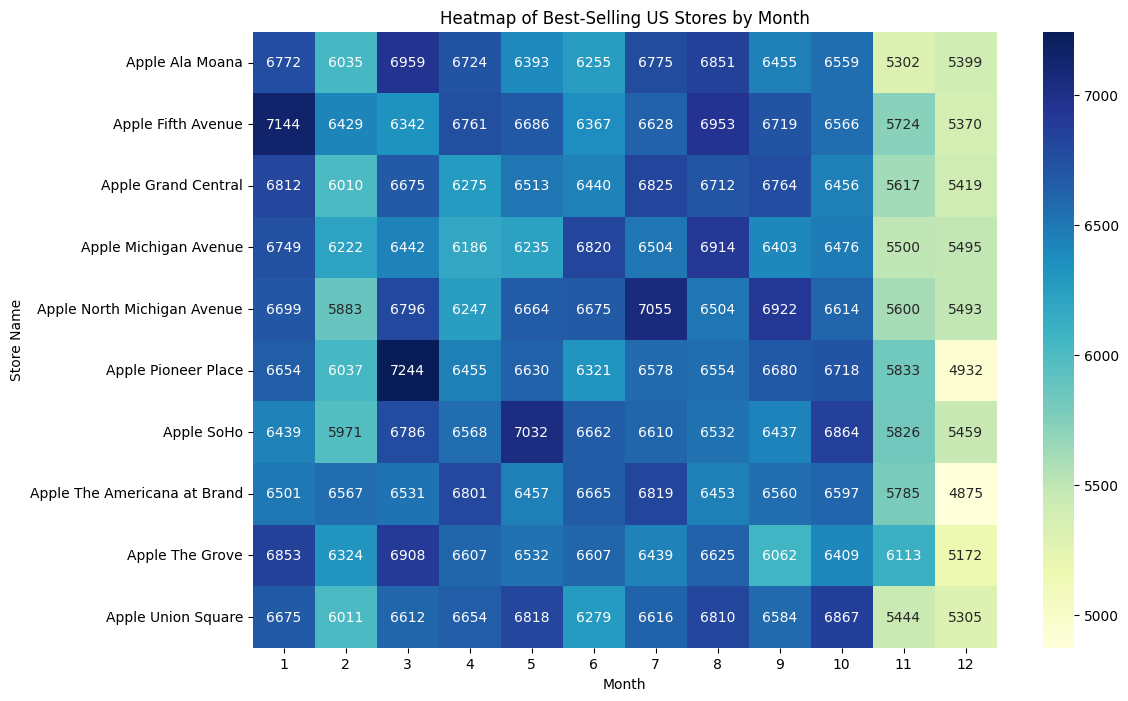 Heatmap of Best-Selling US Stores by Month
Store Name
Apple Ala Moana 6772 6035 6959 6724 6393 6255 6775 6851 6455 6559 5302 5399
Apple Fifth Avenue 7144 6429 6342 6761 6686 6367 6628 6953 6719 6566 5724 5370
Apple Grand Central 6812 6010 6675 6275 6513 6440 6825 6712 6764 6456 5617 5419
Apple Michigan Avenue 6749 6222 6442 6186 6235 6820 6504 6914 6403 6476 5500 5495
Apple North Michigan Avenue 6699 5883 6796 6247 6664 6675 7055 6504 6922 6614 5600 5493
Apple Pioneer Place 6654 6037 7244 6455 6630 6321 6578 6554 6680 6718 5833 4932
Apple SoHo 6439 5971 6786 6568 7032 6662 6610 6532 6437 6864 5826 5459
Apple The Americana at Brand 6501 6567 6531 6801 6457 6665 6819 6453 6560 6597 5785 4875
Apple The Grove 6853 6324 6908 6607 6532 6607 6439 6625 6062 6409 6113 5172
Apple Union Square 6675 6011 6612 6654 6818 6279 6616 6810 6584 6867 5444 5305
1 2 3 4 5 6 7 8 9 10 11 12
Month
7000
6500
6000
5500
5000